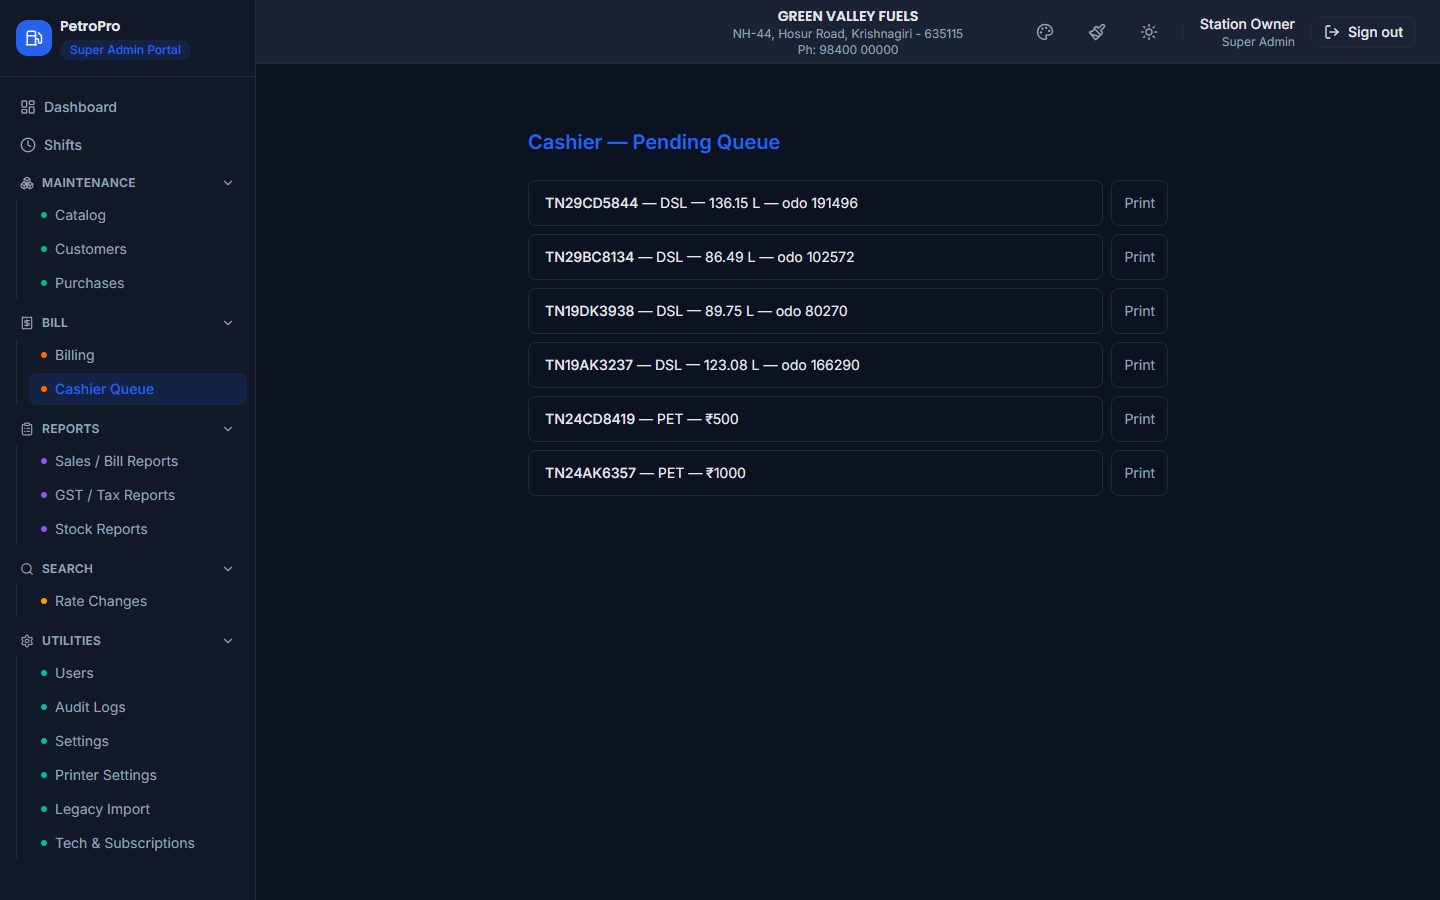 PetroPro
Super Admin Portal
GREEN VALLEY FUELS
NH-44, Hosur Road, Krishnagiri - 635115
Ph: 98400 00000
Station Owner
Super Admin
Sign out
Dashboard
Shifts
MAINTENANCE
Catalog
Customers
Purchases
BILL
Billing
Cashier Queue
REPORTS
Sales / Bill Reports
GST / Tax Reports
Stock Reports
SEARCH
Rate Changes
UTILITIES
Users
Audit Logs
Settings
Printer Settings
Legacy Import
Tech & Subscriptions
Cashier — Pending Queue
TN29CD5844 — DSL — 136.15 L — odo 191496 Print
TN29BC8134 — DSL — 86.49 L — odo 102572 Print
TN19DK3938 — DSL — 89.75 L — odo 80270 Print
TN19AK3237 — DSL — 123.08 L — odo 166290 Print
TN24CD8419 — PET — ₹500 Print
TN24AK6357 — PET — ₹1000 Print